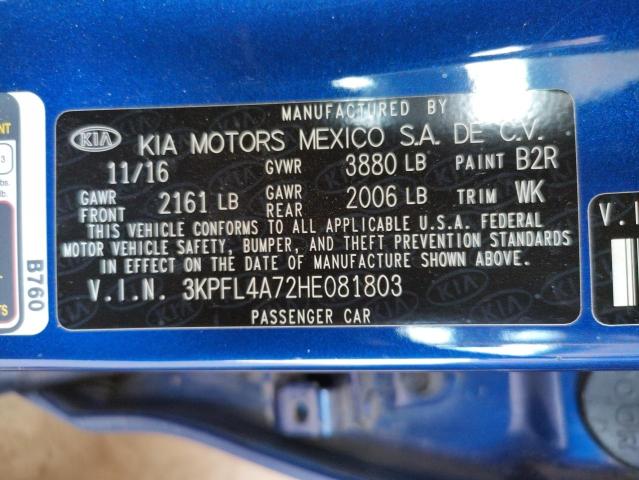 MANUFACTURED BY
KIA KIA MOTORS MEXICO S.A. DE C.V.
11/16 GVWR 3880 LB PAINT B2R
GAWR FRONT 2161 LB GAWR REAR 2006 LB TRIM WK
THIS VEHICLE CONFORMS TO ALL APPLICABLE U.S.A. FEDERAL
MOTOR VEHICLE SAFETY, BUMPER, AND THEFT PREVENTION STANDARDS
IN EFFECT ON THE DATE OF MANUFACTURE SHOWN ABOVE.
V.I.N. 3KPFL4A72HE081803
PASSENGER CAR
B760
V.I